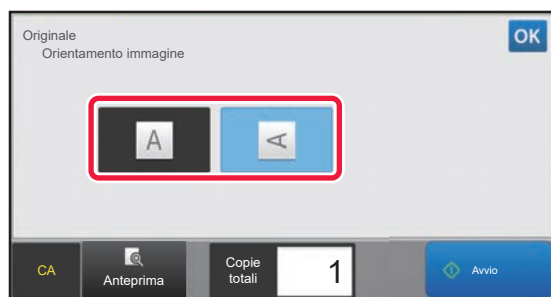 Originale
Orientamento immagine
OK
A
A
CA
Anteprima
Copie
totali
1
Avvio